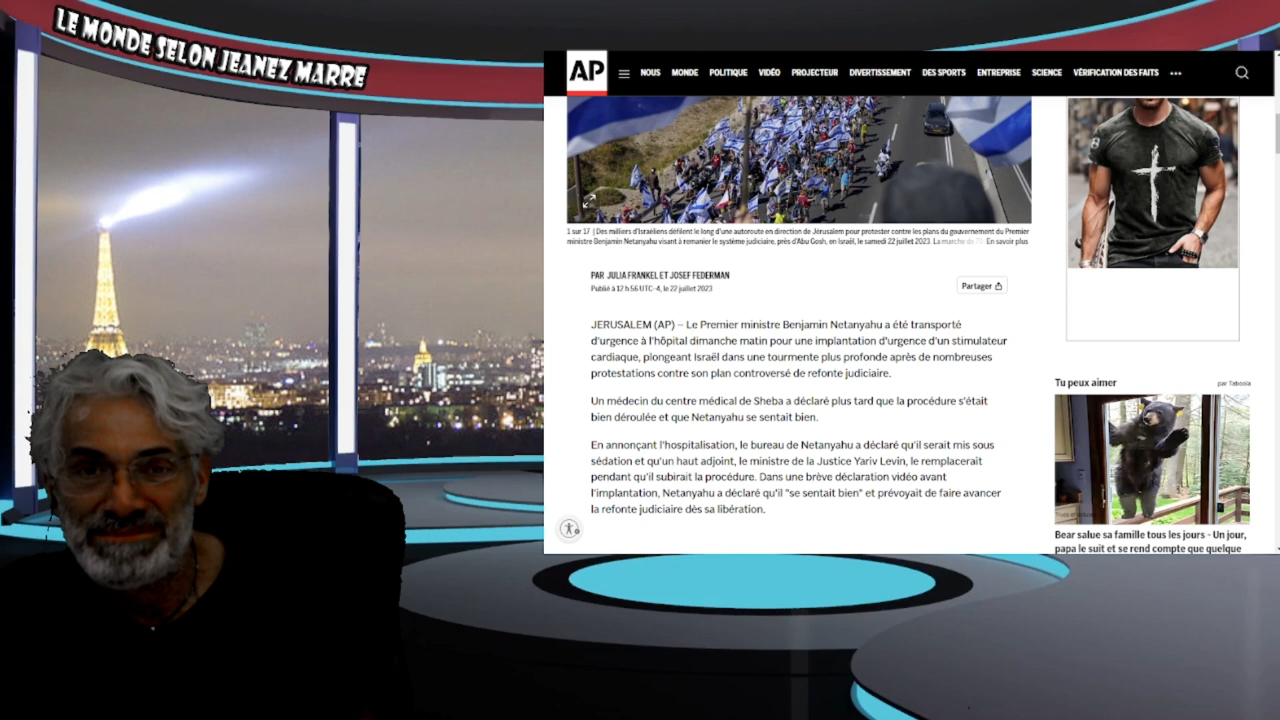 LE MONDE SELON JEANEZ MARRE
AP
NOUS MONDE POLITIQUE VIDÉO PROJECTEUR DIVERTISSEMENT DES SPORTS ENTREPRISE SCIENCE VÉRIFICATION DES FAITS
1 sur 17 | Des milliers d'Israéliens défilent le long d'une autoroute en direction de Jérusalem pour protester contre les plans du gouvernement du Premier
ministre Benjamin Netanyahu visant à remanier le système judiciaire, près d'Abu Gosh, en Israël, le samedi 22 juillet 2023. La marche de En savoir plus
PAR JULIA FRANKEL ET JOSEF FEDERMAN
Publié à 12 h 56 UTC−4, le 22 juillet 2023
Partager
JERUSALEM (AP) — Le Premier ministre Benjamin Netanyahu a été transporté
d'urgence à l'hôpital dimanche matin pour une implantation d'urgence d'un stimulateur
cardiaque, plongeant Israël dans une tourmente plus profonde après de nombreuses
protestations contre son plan controversé de refonte judiciaire.
Un médecin du centre médical de Sheba a déclaré plus tard que la procédure s'était
bien déroulée et que Netanyahu se sentait bien.
En annonçant l'hospitalisation, le bureau de Netanyahu a déclaré qu'il serait mis sous
sédation et qu'un haut adjoint, le ministre de la Justice Yariv Levin, le remplacerait
pendant qu'il subirait la procédure. Dans une brève déclaration vidéo avant
l'implantation, Netanyahu a déclaré qu'il "se sentait bien" et prévoyait de faire avancer
la refonte judiciaire dès sa libération.
Tu peux aimer
par Taboola
Bear salue sa famille tous les jours - Un jour,
papa le suit et se rend compte que quelque